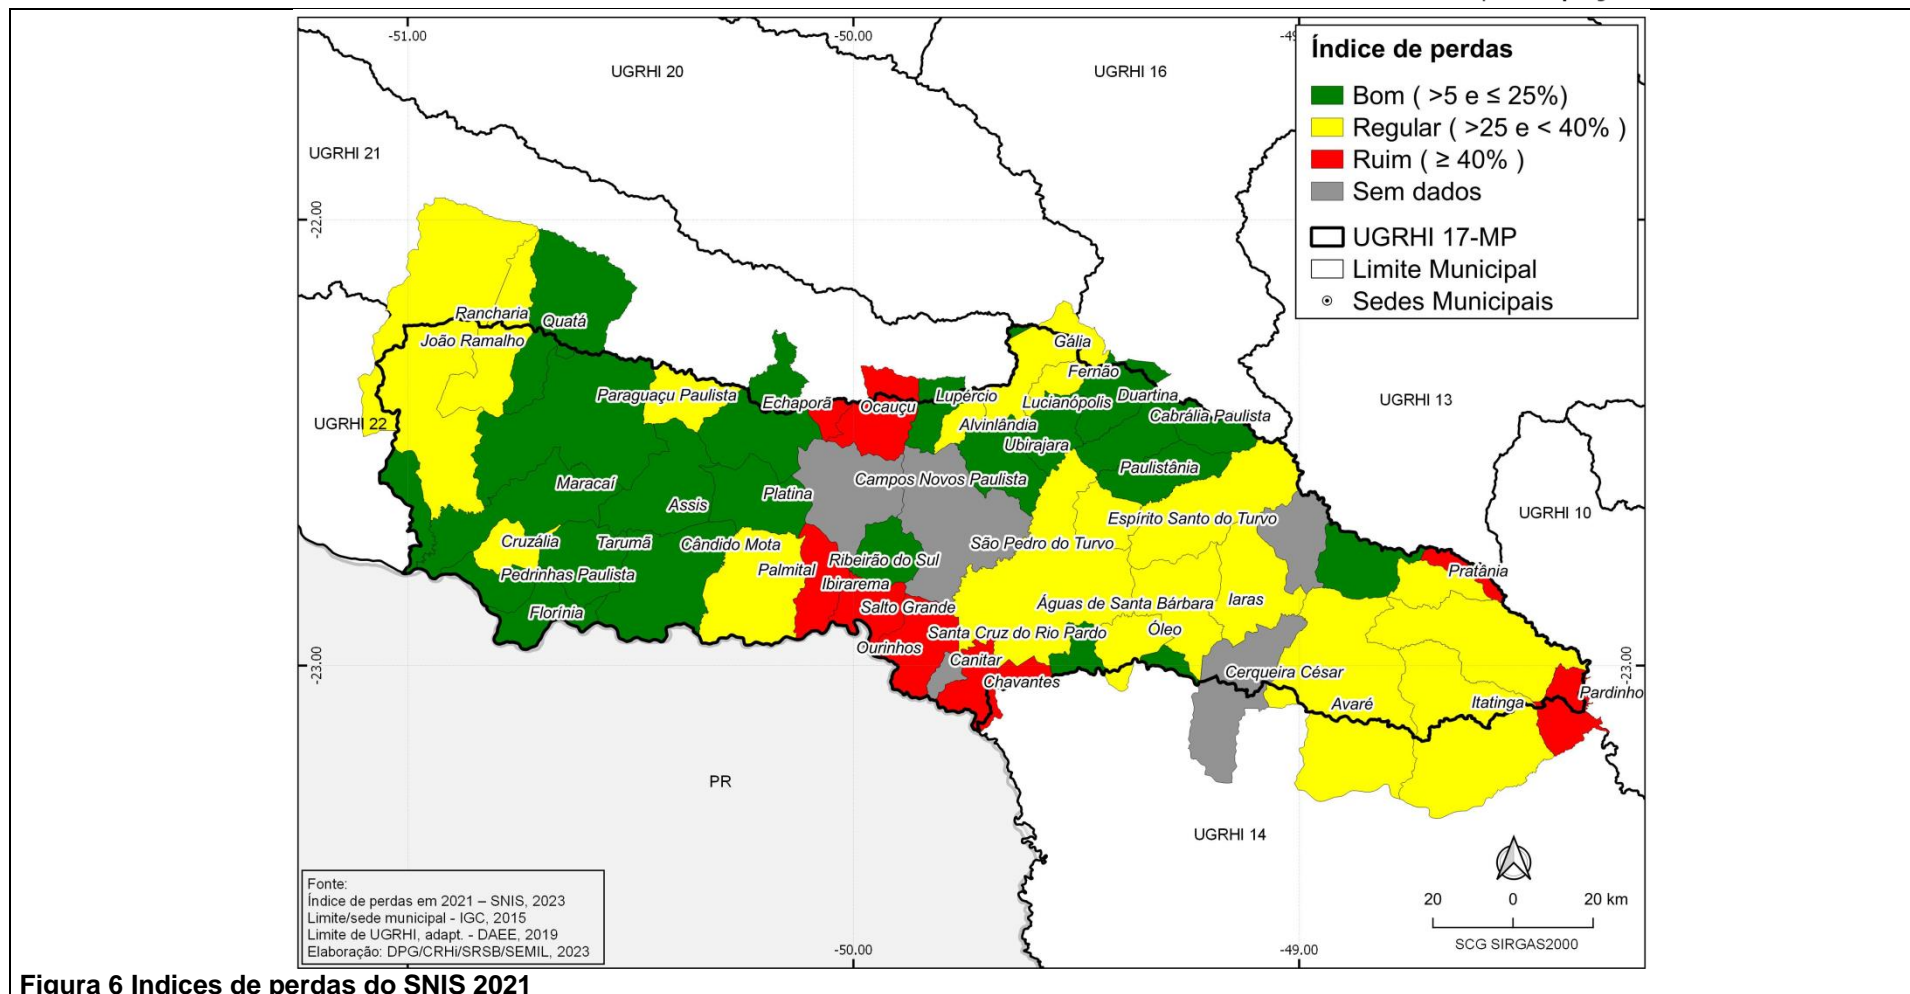 -51.00
-50.00
-4
UGRHI 20
UGRHI 16
UGRHI 21
-22.00
Índice de perdas
Bom ( >5 e ≤ 25%)
Regular ( >25 e < 40% )
Ruim ( ≥ 40% )
Sem dados
UGRHI 17-MP
Limite Municipal
Sedes Municipais
Rancharia
Quatá
João Ramalho
Gália
Fernão
Paraguaçu Paulista
Echaporã
Ocauçu
Lupércio
Lucianópolis
Duartina
Cabrália Paulista
UGRHI 13
UGRHI 22
Alvinlândia
Ubirajara
Paulistânia
Maracaí
Assis
Platina
Campos Novos Paulista
Espírito Santo do Turvo
UGRHI 10
Cruzália
Tarumã
Cândido Mota
São Pedro do Turvo
Ribeirão do Sul
Palmital
Pedrinhas Paulista
Ibirarema
Pratânia
Florínia
Salto Grande
Águas de Santa Bárbara
Iaras
Santa Cruz do Rio Pardo
Óleo
Ourinhos
Canitar
Chavantes
Cerqueira César
-23.00
-23.00
Pardinho
Avaré
Itatinga
PR
UGRHI 14
Fonte:
Índice de perdas em 2021 – SNIS, 2023
Limite/sede municipal - IGC, 2015
Limite de UGRHI, adapt. - DAEE, 2019
Elaboração: DPG/CRHi/SRSB/SEMIL, 2023
20 0 20 km
SCG SIRGAS2000
-50.00
-49.00
Figura 6 Indices de perdas do SNIS 2021